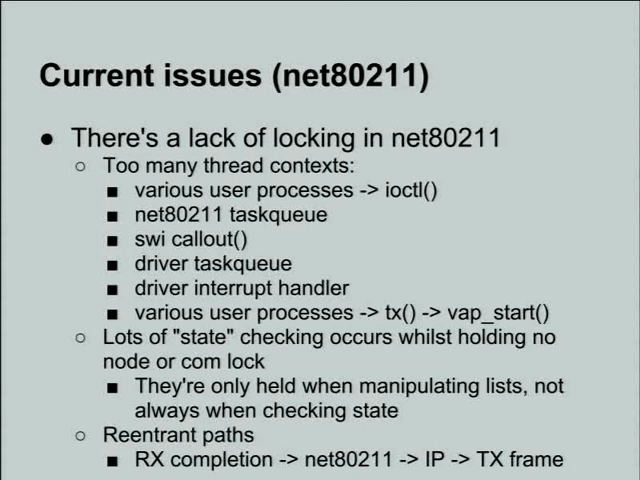 Current issues (net80211)
● There's a lack of locking in net80211
○ Too many thread contexts:
■ various user processes -> ioctl()
■ net80211 taskqueue
■ swi callout()
■ driver taskqueue
■ driver interrupt handler
■ various user processes -> tx() -> vap_start()
○ Lots of "state" checking occurs whilst holding no
node or com lock
■ They're only held when manipulating lists, not
always when checking state
○ Reentrant paths
■ RX completion -> net80211 -> IP -> TX frame